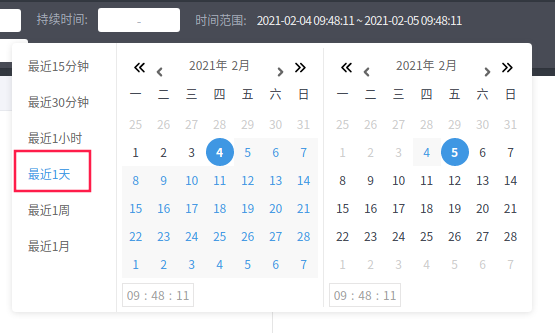 持续时间: - 时间范围: 2021-02-04 09:48:11 ~ 2021-02-05 09:48:11
最近15分钟
最近30分钟
最近1小时
最近1天
最近1周
最近1月
2021年 2月
一 二 三 四 五 六 日
25 26 27 28 29 30 31
1 2 3 4 5 6 7
8 9 10 11 12 13 14
15 16 17 18 19 20 21
22 23 24 25 26 27 28
1 2 3 4 5 6 7
09 : 48 : 11
2021年 2月
一 二 三 四 五 六 日
25 26 27 28 29 30 31
1 2 3 4 5 6 7
8 9 10 11 12 13 14
15 16 17 18 19 20 21
22 23 24 25 26 27 28
1 2 3 4 5 6 7
09 : 48 : 11